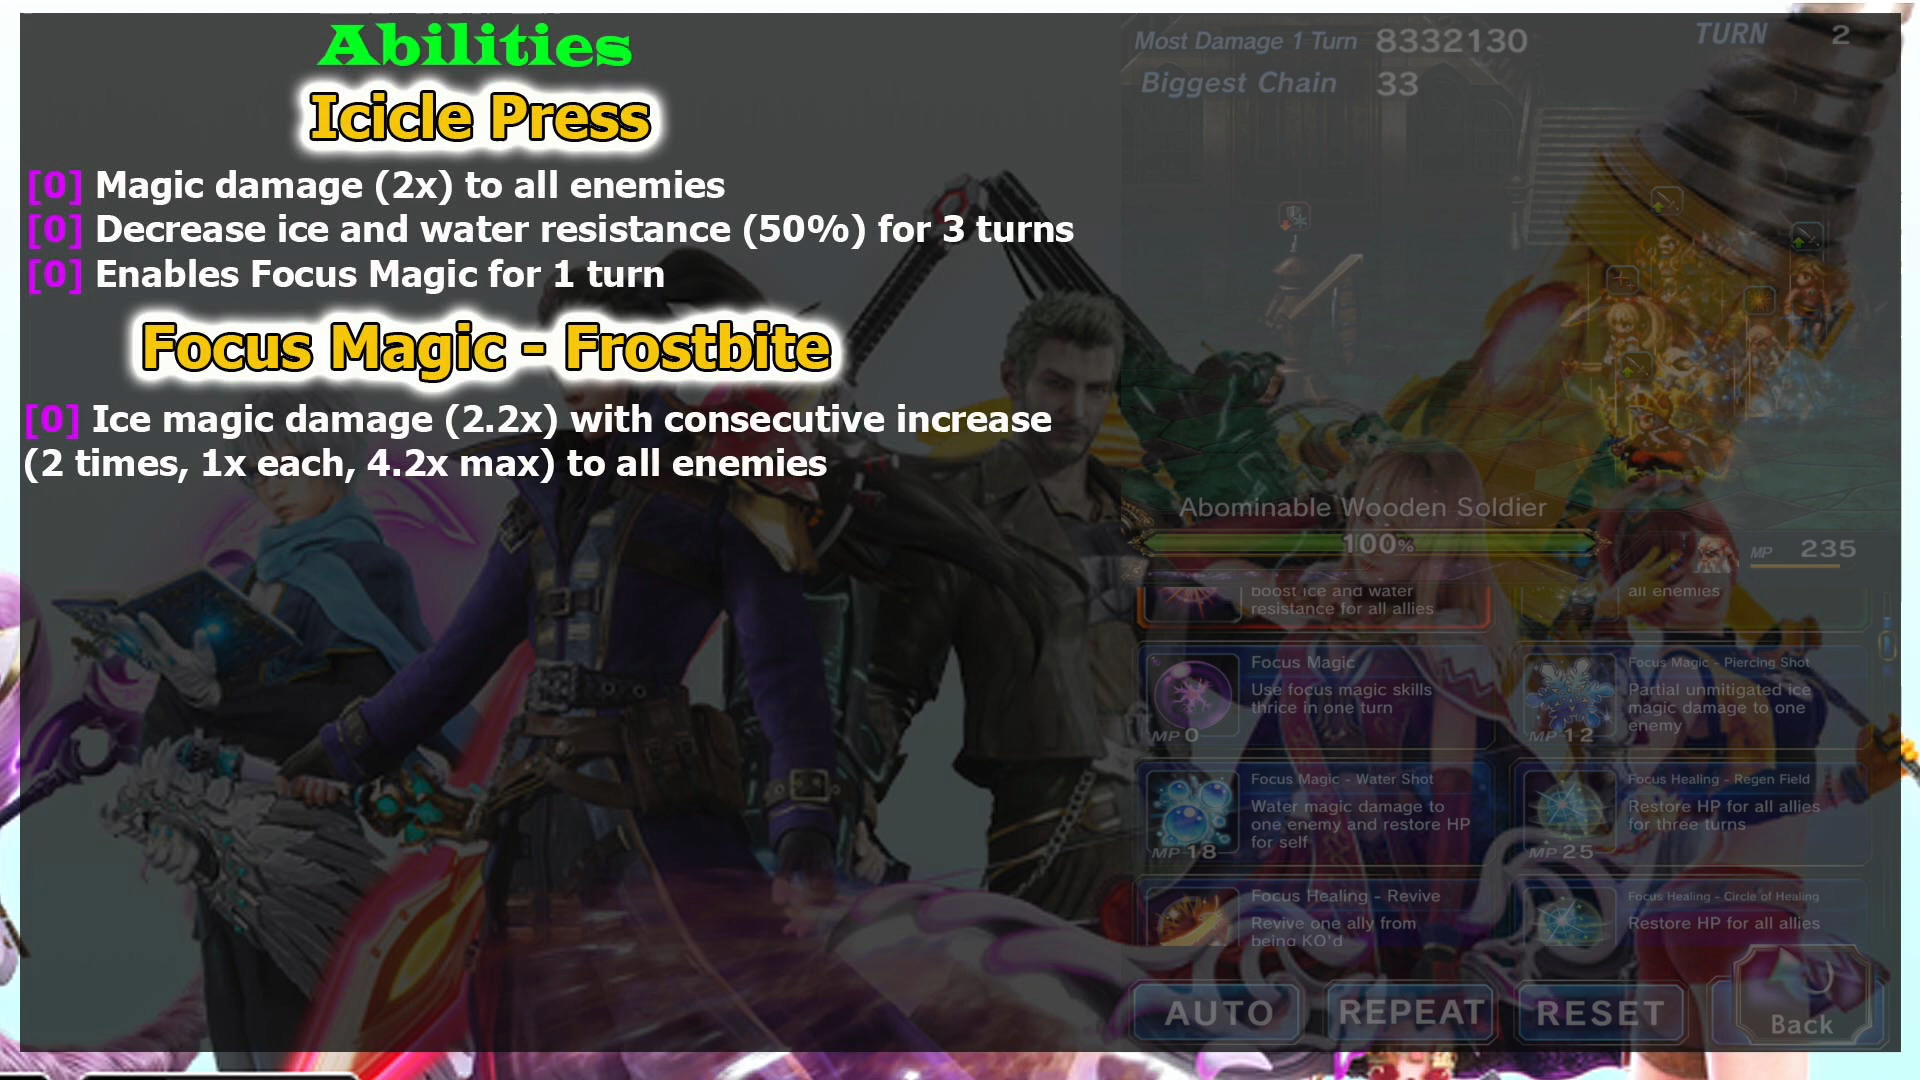 Abilities
Icicle Press
[0] Magic damage (2x) to all enemies
[0] Decrease ice and water resistance (50%) for 3 turns
[0] Enables Focus Magic for 1 turn
Focus Magic - Frostbite
[0] Ice magic damage (2.2x) with consecutive increase
(2 times, 1x each, 4.2x max) to all enemies
Most Damage 1 Turn 8332130
TURN 2
Biggest Chain 33
Abominable Wooden Soldier
100%
MP 235
boost ice and water
resistance for all allies
all enemies
Focus Magic
Use focus magic skills
thrice in one turn
MP 0
Focus Magic - Piercing Shot
Partial unmitigated ice
magic damage to one
enemy
MP 12
Focus Magic - Water Shot
Water magic damage to
one enemy and restore HP
for self
MP 18
Focus Healing - Regen Field
Restore HP for all allies
for three turns
MP 25
Focus Healing - Revive
Revive one ally from
being KO'd
Focus Healing - Circle of Healing
Restore HP for all allies
AUTO
REPEAT
RESET
Back